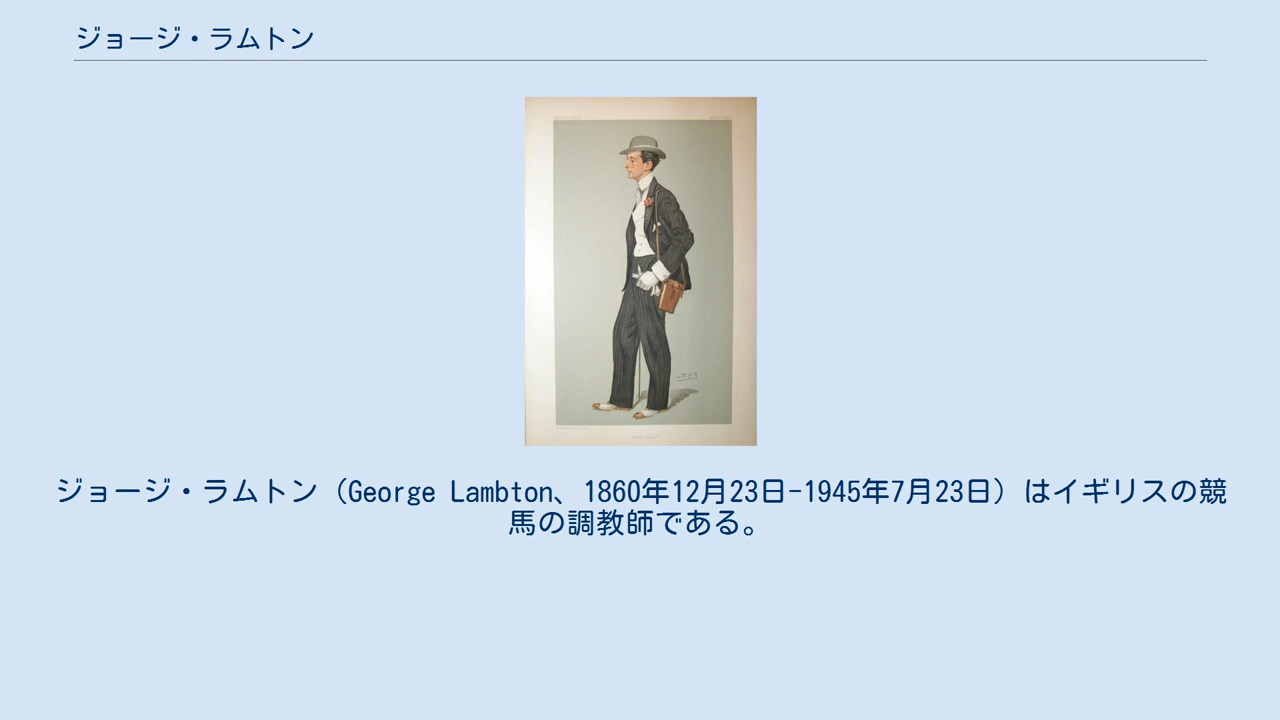 ジョージ・ラムトン
ジョージ・ラムトン（George Lambton、1860年12月23日-1945年7月23日）はイギリスの競
馬の調教師である。